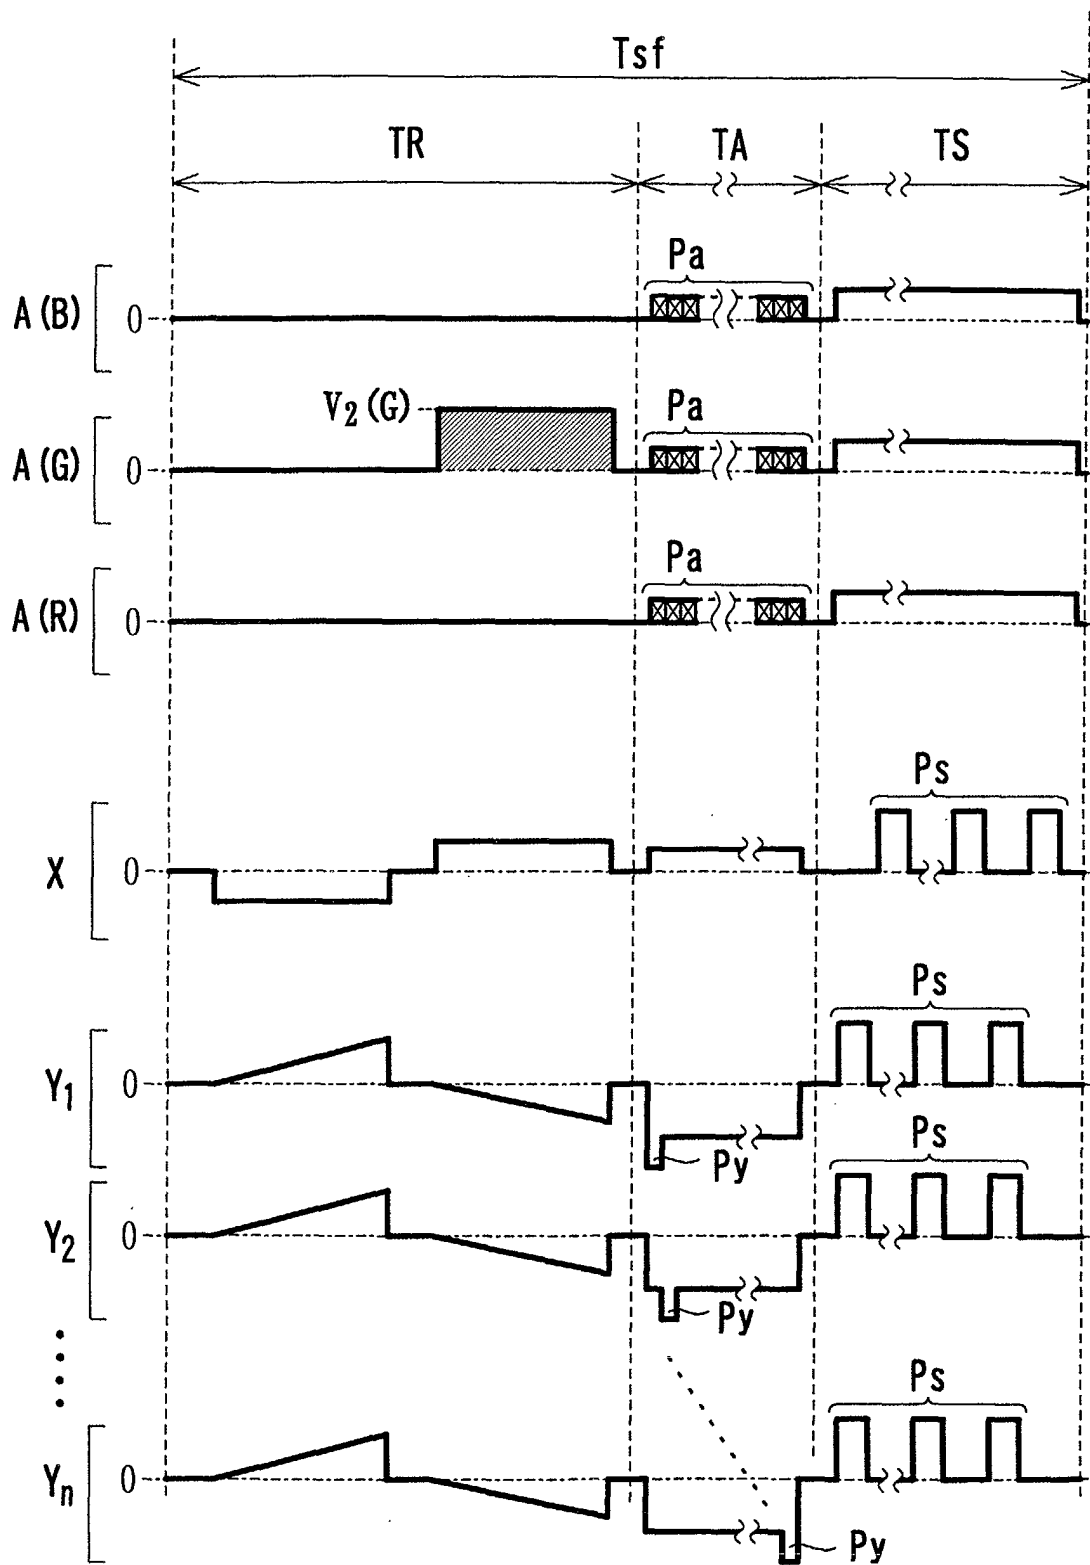 Tsf
TR TA TS
Pa
A(B) 0
V₂(G) Pa
A(G) 0
Pa
A(R) 0
Ps
X 0
Ps
Y₁ 0
Py
Ps
Y₂ 0
Py
Ps
Yₙ 0
Py